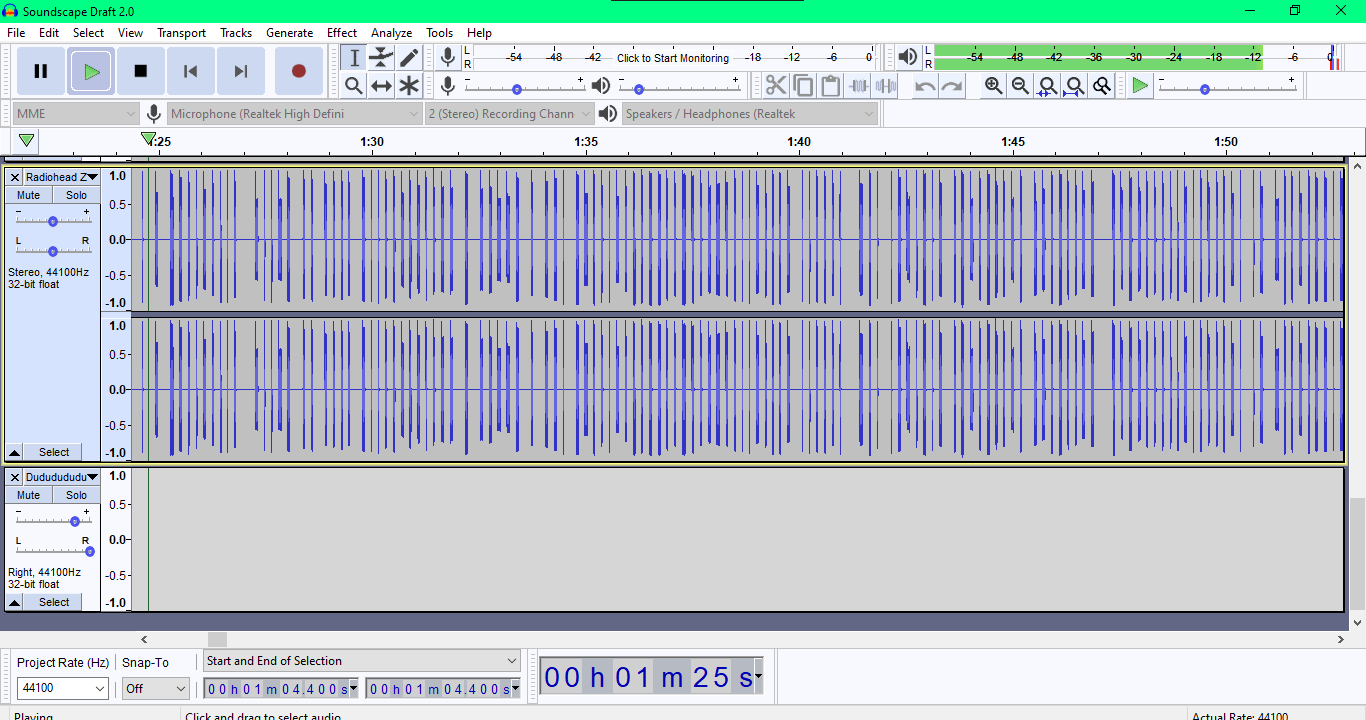 Soundscape Draft 2.0
File Edit Select View Transport Tracks Generate Effect Analyze Tools Help
L
R
-54 -48 -42 Click to Start Monitoring -18 -12 -6 0
L
R
-54 -48 -42 -36 -30 -24 -18 -12 -6 0
- +
- +
- +
MME
Microphone (Realtek High Defini
2 (Stereo) Recording Chann
Speakers / Headphones (Realtek
1:25 1:30 1:35 1:40 1:45 1:50
Radiohead Z
Mute Solo
- +
L R
Stereo, 44100Hz
32-bit float
Select
1.0
0.5
0.0
-0.5
-1.0
1.0
0.5
0.0
-0.5
-1.0
Dudududududu
Mute Solo
- +
L R
Right, 44100Hz
32-bit float
Select
1.0
0.5
0.0
-0.5
-1.0
Project Rate (Hz) Snap-To
Start and End of Selection
44100
Off
00 h 01 m 04.400 s
00 h 01 m 04.400 s
00 h 01 m 25 s
Playing
Click and drag to select audio
Actual Rate: 44100